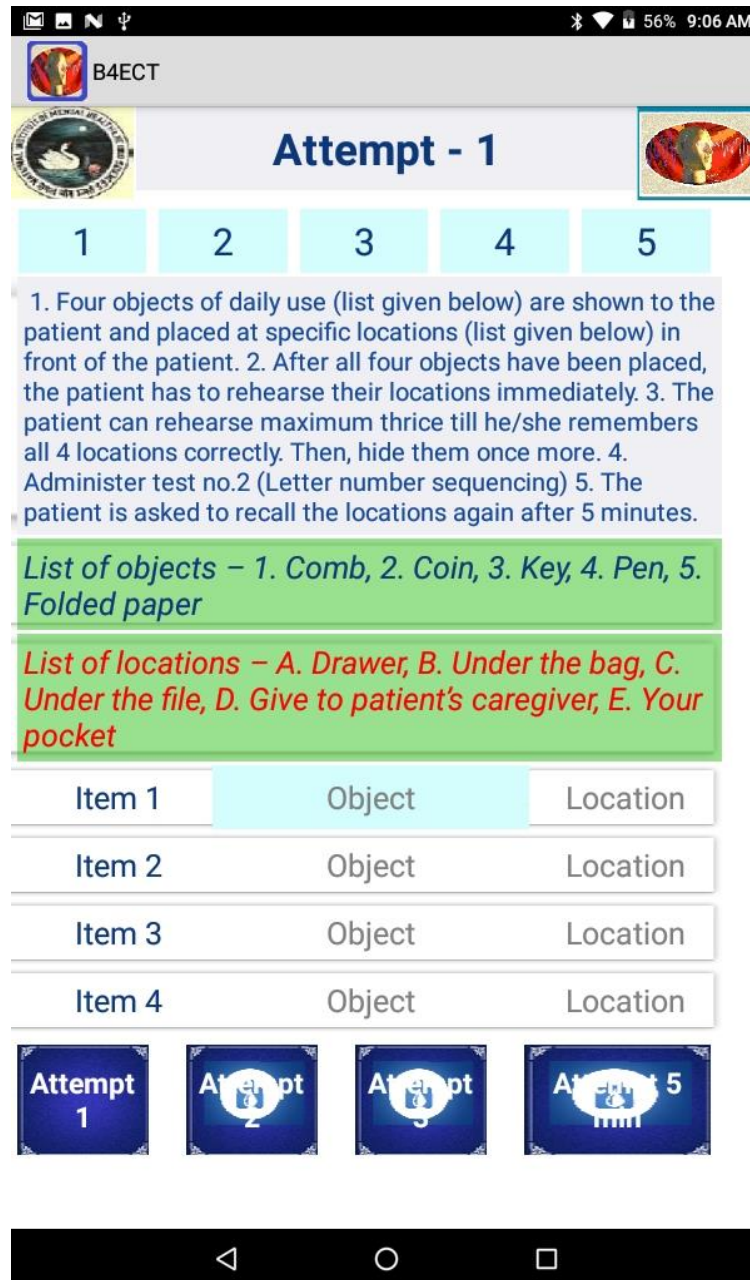 56% 9:06 AM
B4ECT
Attempt - 1
1 2 3 4 5
1. Four objects of daily use (list given below) are shown to the
patient and placed at specific locations (list given below) in
front of the patient. 2. After all four objects have been placed,
the patient has to rehearse their locations immediately. 3. The
patient can rehearse maximum thrice till he/she remembers
all 4 locations correctly. Then, hide them once more. 4.
Administer test no.2 (Letter number sequencing) 5. The
patient is asked to recall the locations again after 5 minutes.
List of objects – 1. Comb, 2. Coin, 3. Key, 4. Pen, 5.
Folded paper
List of locations – A. Drawer, B. Under the bag, C.
Under the file, D. Give to patient’s caregiver, E. Your
pocket
Item 1 Object Location
Item 2 Object Location
Item 3 Object Location
Item 4 Object Location
Attempt Attempt Attempt Attempt 5
1 2 3 min